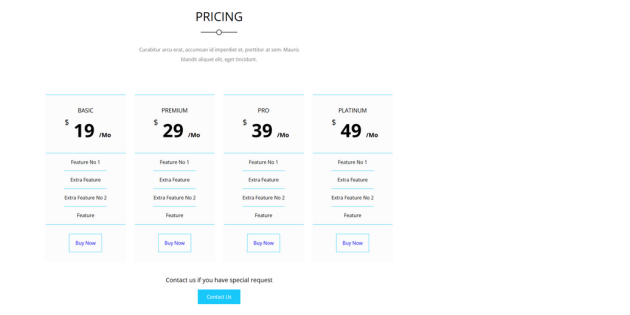 PRICING
Curabitur arcu erat, accumsan id imperdiet et, porttitor at sem. Mauris
blandit aliquet elit, eget tincidunt.
BASIC
$ 19 /Mo
Feature No 1
Extra Feature
Extra Feature No 2
Feature
Buy Now
PREMIUM
$ 29 /Mo
Feature No 1
Extra Feature
Extra Feature No 2
Feature
Buy Now
PRO
$ 39 /Mo
Feature No 1
Extra Feature
Extra Feature No 2
Feature
Buy Now
PLATINUM
$ 49 /Mo
Feature No 1
Extra Feature
Extra Feature No 2
Feature
Buy Now
Contact us if you have special request
Contact Us